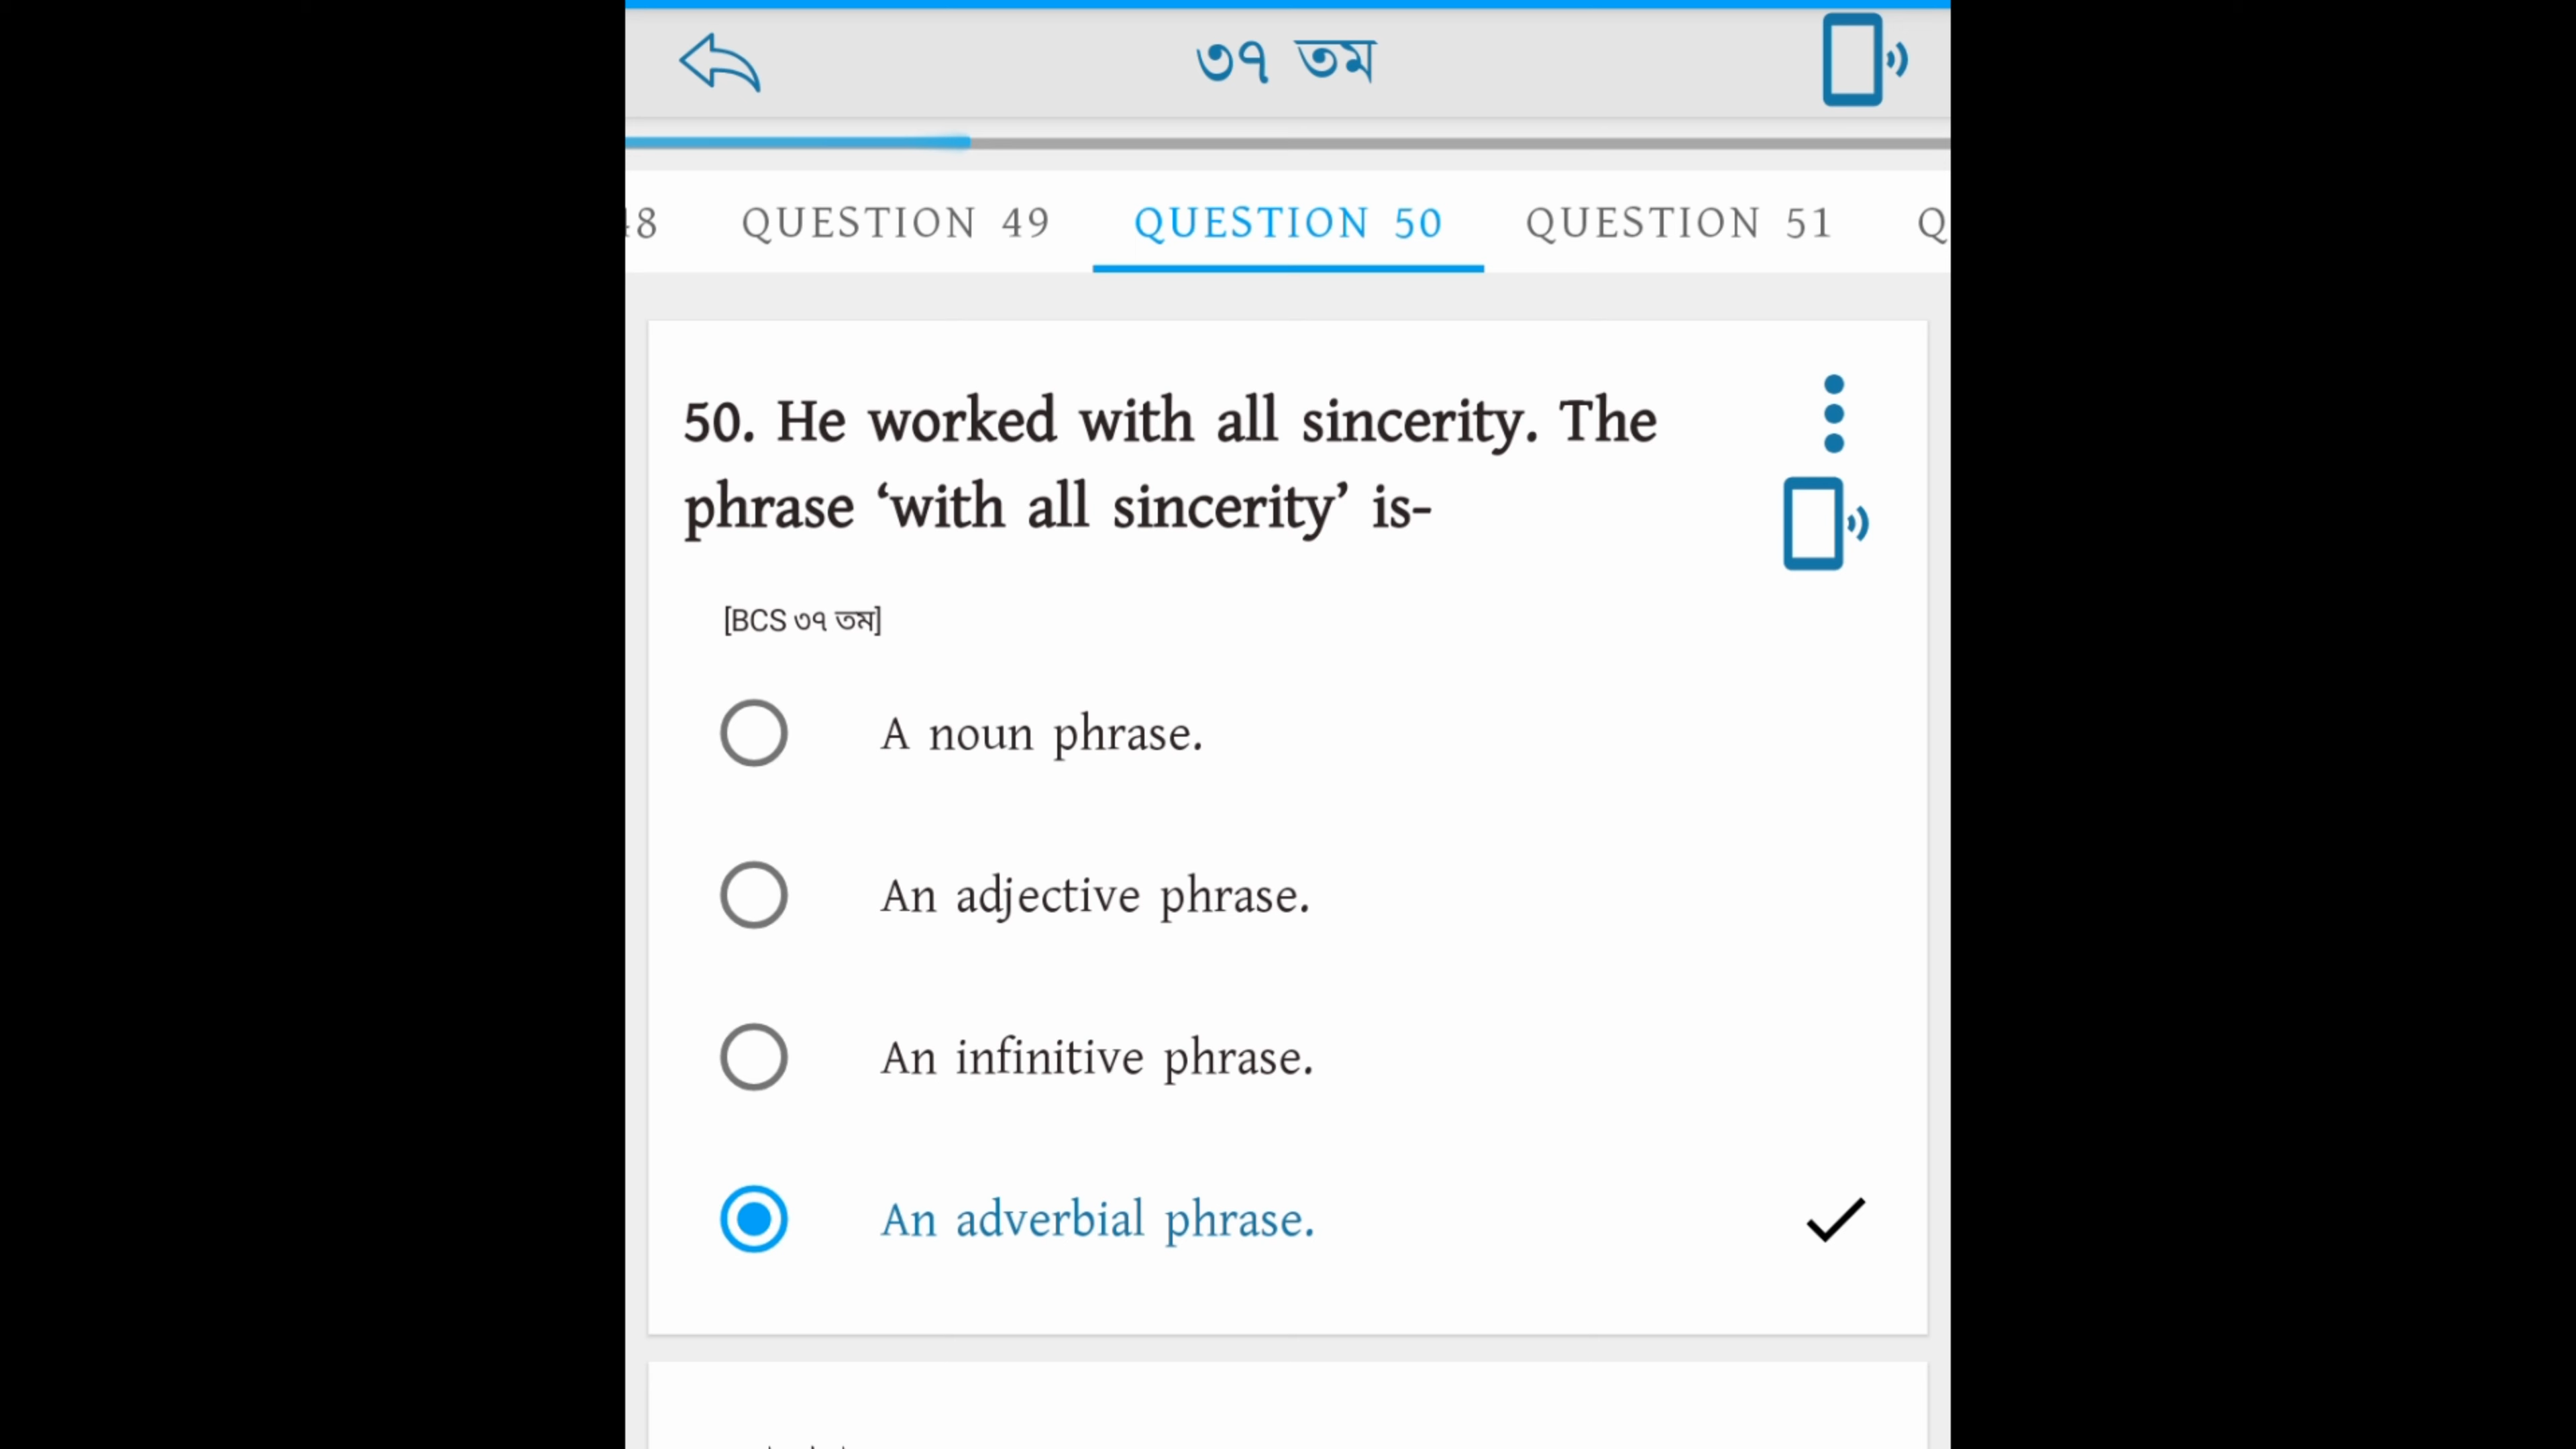 ৩৭ তম
48 QUESTION 49 QUESTION 50 QUESTION 51 Q
50. He worked with all sincerity. The
phrase ‘with all sincerity’ is-
[BCS ৩৭ তম]
A noun phrase.
An adjective phrase.
An infinitive phrase.
An adverbial phrase.